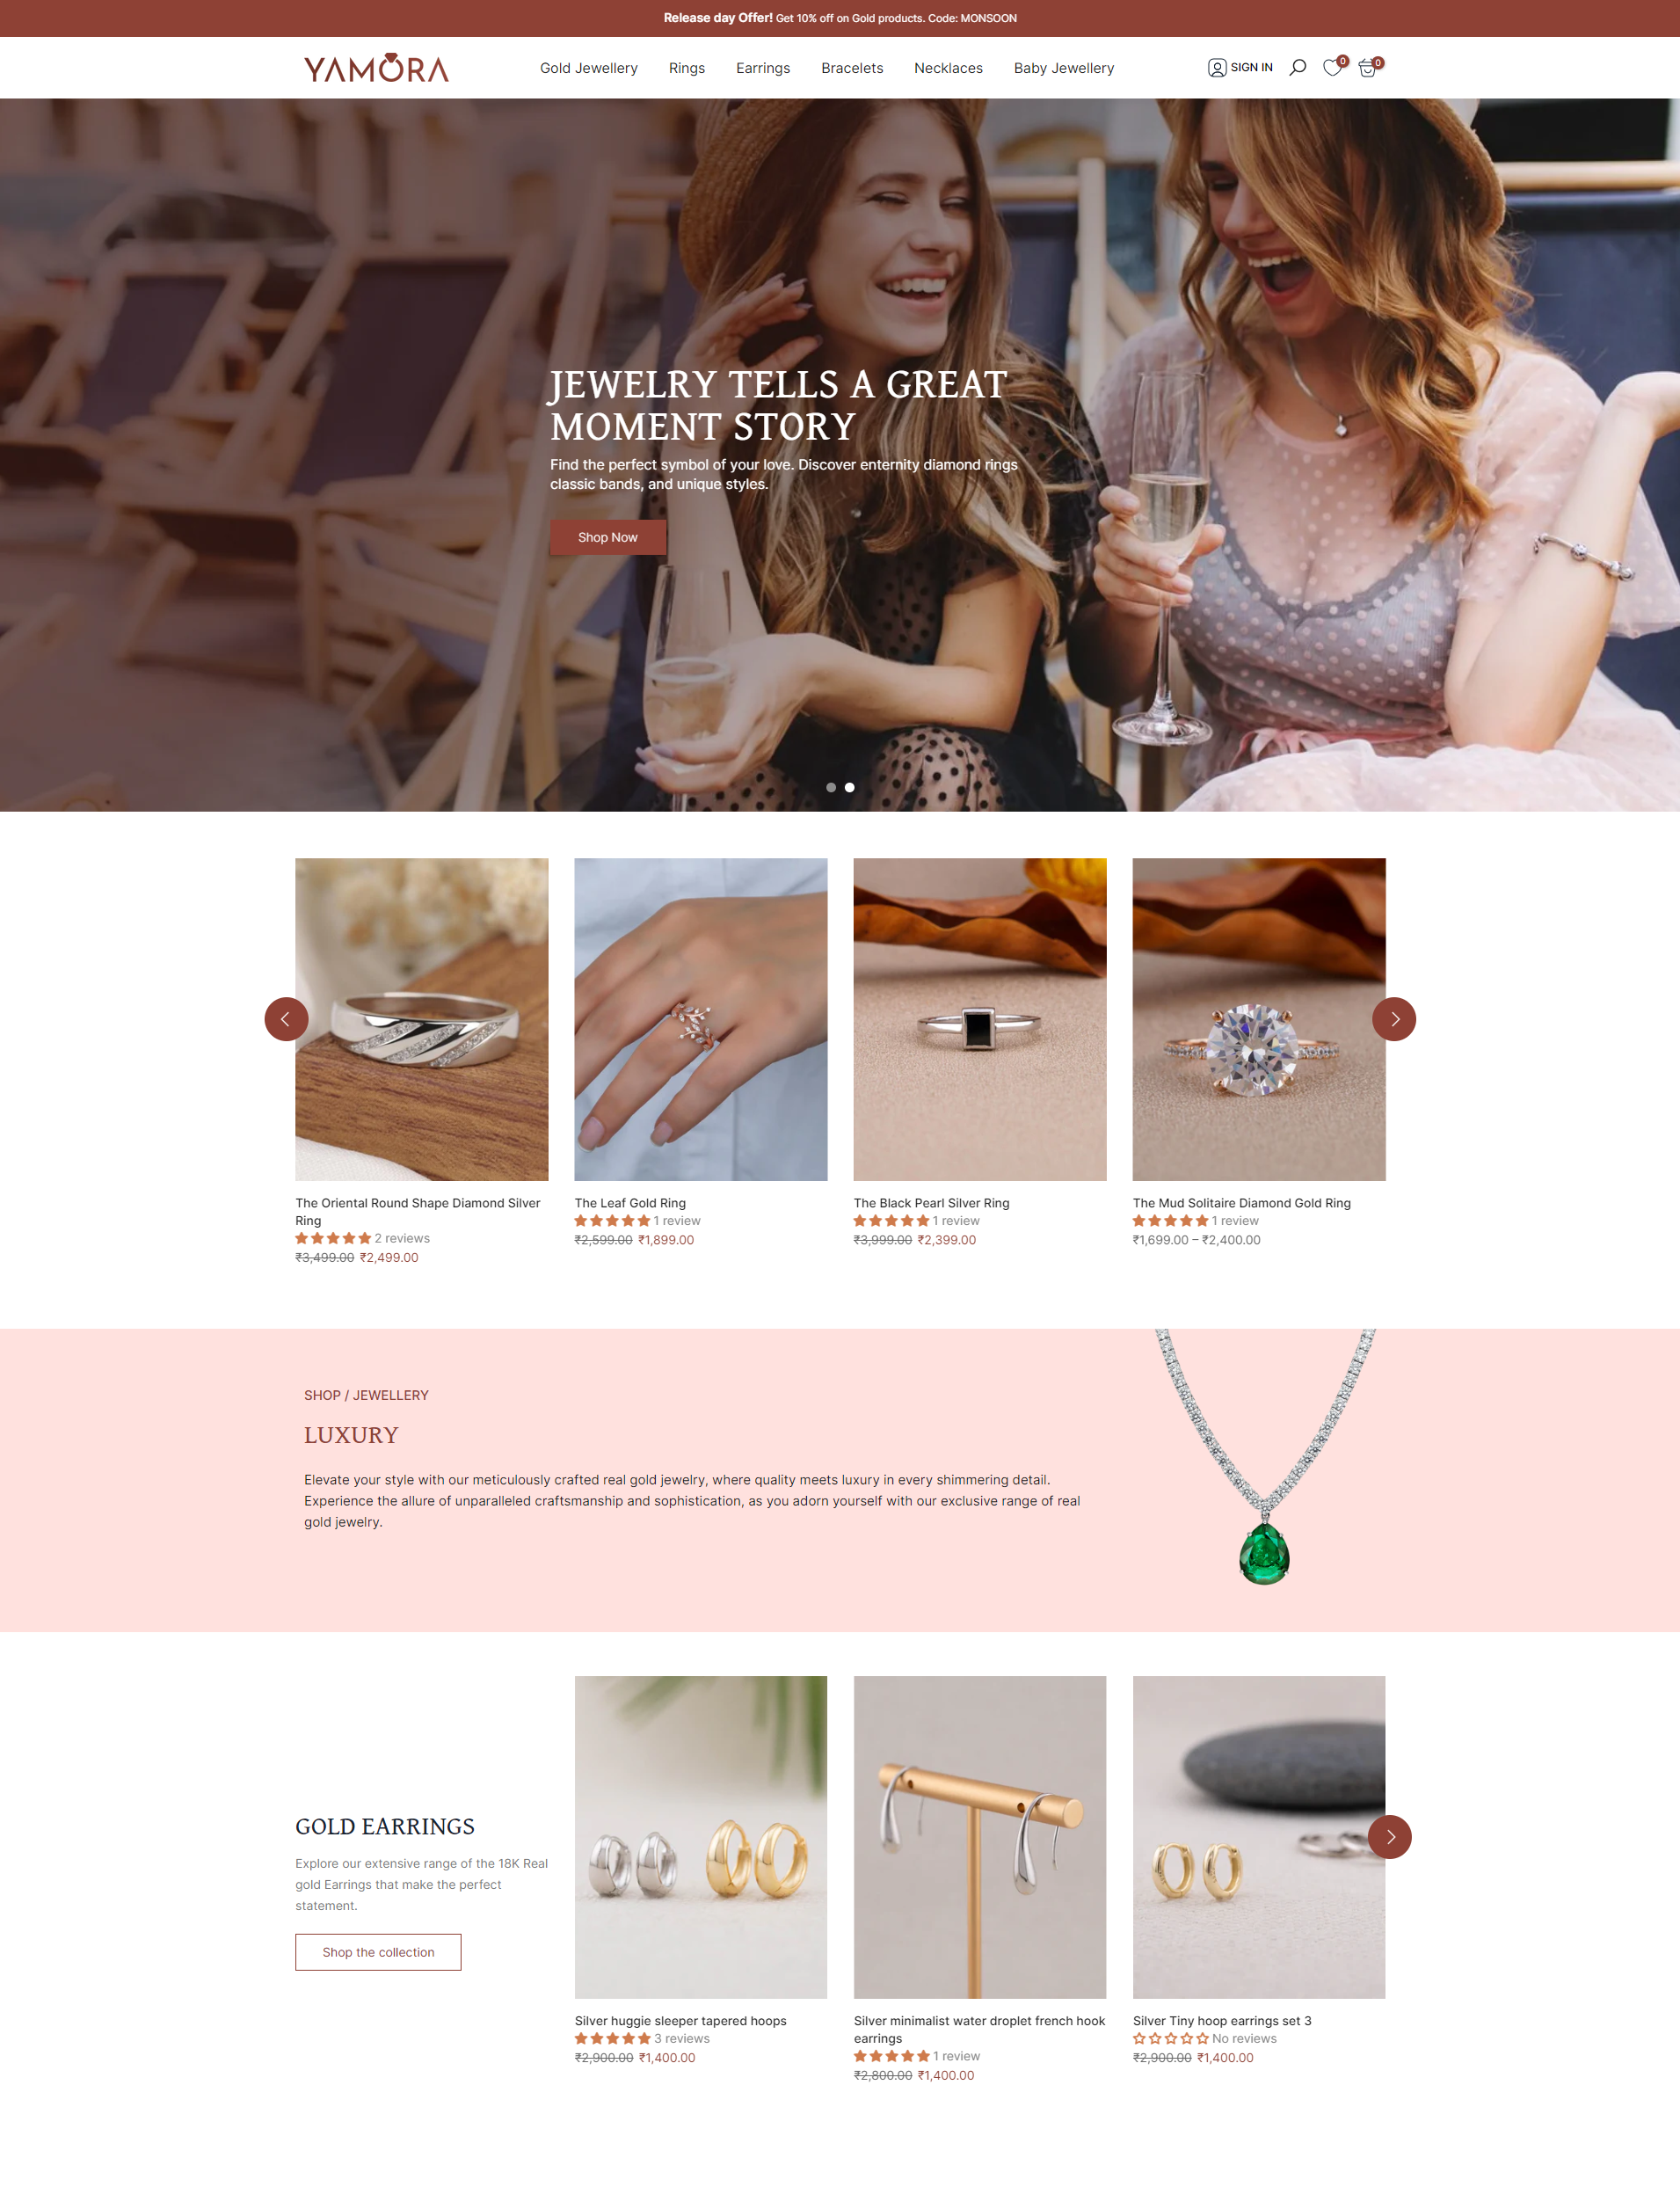 Release day Offer! Get 10% off on Gold products. Code: MONSOON
YAMORA
Gold Jewellery Rings Earrings Bracelets Necklaces Baby Jewellery
SIGN IN 0 0
JEWELRY TELLS A GREAT
MOMENT STORY
Find the perfect symbol of your love. Discover enternity diamond rings
classic bands, and unique styles.
Shop Now
The Oriental Round Shape Diamond Silver
Ring
2 reviews
₹3,499.00 ₹2,499.00
The Leaf Gold Ring
1 review
₹2,599.00 ₹1,899.00
The Black Pearl Silver Ring
1 review
₹3,999.00 ₹2,399.00
The Mud Solitaire Diamond Gold Ring
1 review
₹1,699.00 – ₹2,400.00
SHOP / JEWELLERY
LUXURY
Elevate your style with our meticulously crafted real gold jewelry, where quality meets luxury in every shimmering detail.
Experience the allure of unparalleled craftsmanship and sophistication, as you adorn yourself with our exclusive range of real
gold jewelry.
GOLD EARRINGS
Explore our extensive range of the 18K Real
gold Earrings that make the perfect
statement.
Shop the collection
Silver huggie sleeper tapered hoops
3 reviews
₹2,900.00 ₹1,400.00
Silver minimalist water droplet french hook
earrings
1 review
₹2,800.00 ₹1,400.00
Silver Tiny hoop earrings set 3
No reviews
₹2,900.00 ₹1,400.00